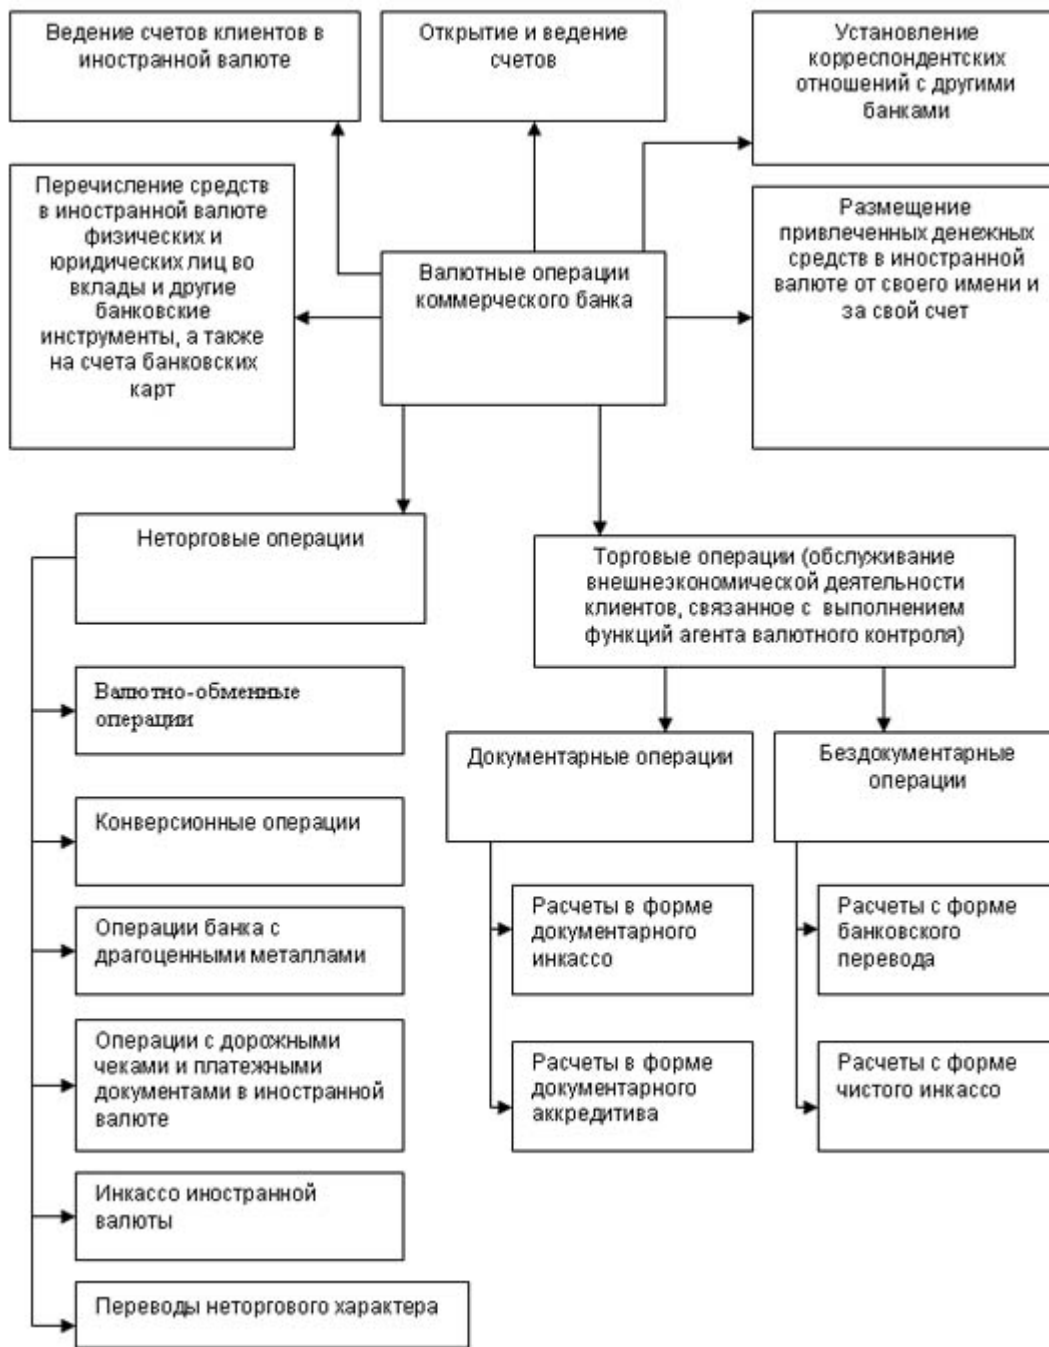 Ведение счетов клиентов в
иностранной валюте
Открытие и ведение
счетов
Установление
корреспондентских
отношений с другими
банками
Перечисление средств
в иностранной валюте
физических и
юридических лиц во
вклады и другие
банковские
инструменты, а также
на счета банковских
карт
Валютные операции
коммерческого банка
Размещение
привлеченных денежных
средств в иностранной
валюте от своего имени и
за свой счет
Неторговые операции
Торговые операции (обслуживание
внешнеэкономической деятельности
клиентов, связанное с выполнением
функций агента валютного контроля)
Валютно-обменные
операции
Конверсионные операции
Операции банка с
драгоценными металлами
Операции с дорожными
чеками и платежными
документами в иностранной
валюте
Инкассо иностранной
валюты
Переводы неторгового характера
Документарные операции
Бездокументарные
операции
Расчеты в форме
документарного
инкассо
Расчеты в форме
документарного
аккредитива
Расчеты с форме
банковского
перевода
Расчеты с форме
чистого инкассо